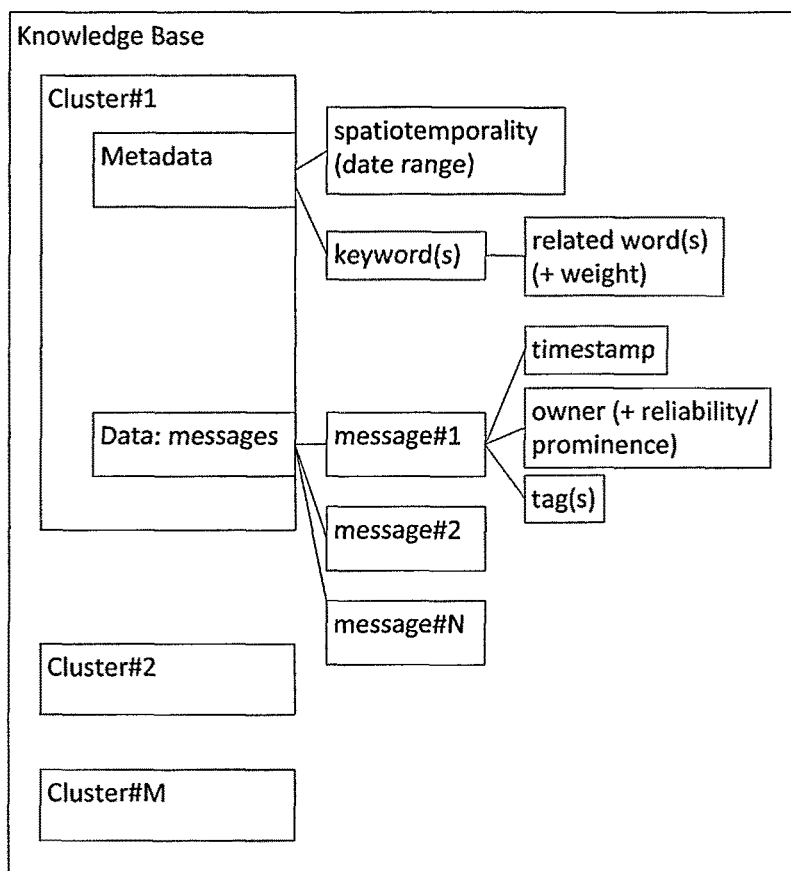 Knowledge Base
Cluster#1
Metadata
spatiotemporality
(date range)
keyword(s)
related word(s)
(+ weight)
Data: messages
message#1
timestamp
owner (+ reliability/
prominence)
tag(s)
message#2
message#N
Cluster#2
Cluster#M